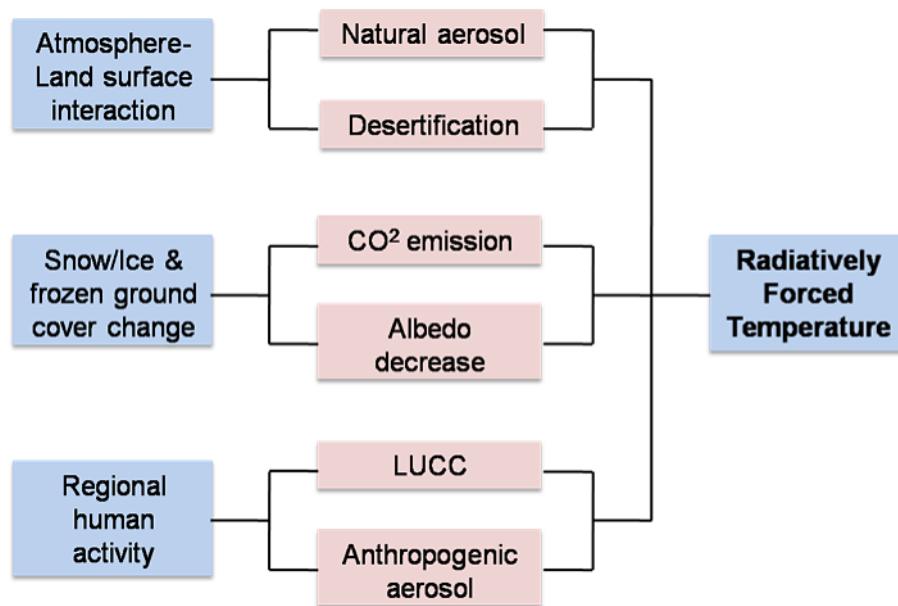 Atmosphere-
Land surface
interaction
Natural aerosol
Desertification
Snow/Ice &
frozen ground
cover change
CO² emission
Albedo
decrease
Regional
human
activity
LUCC
Anthropogenic
aerosol
Radiatively
Forced
Temperature